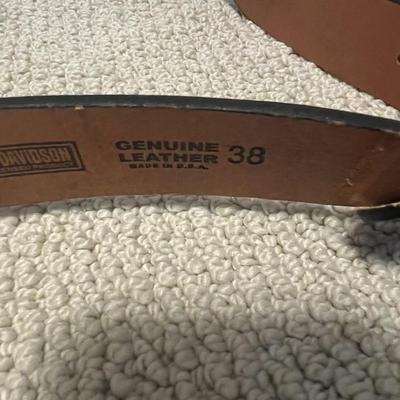 DAVIDSON
GENUINE
LEATHER 38
MADE IN U.S.A.